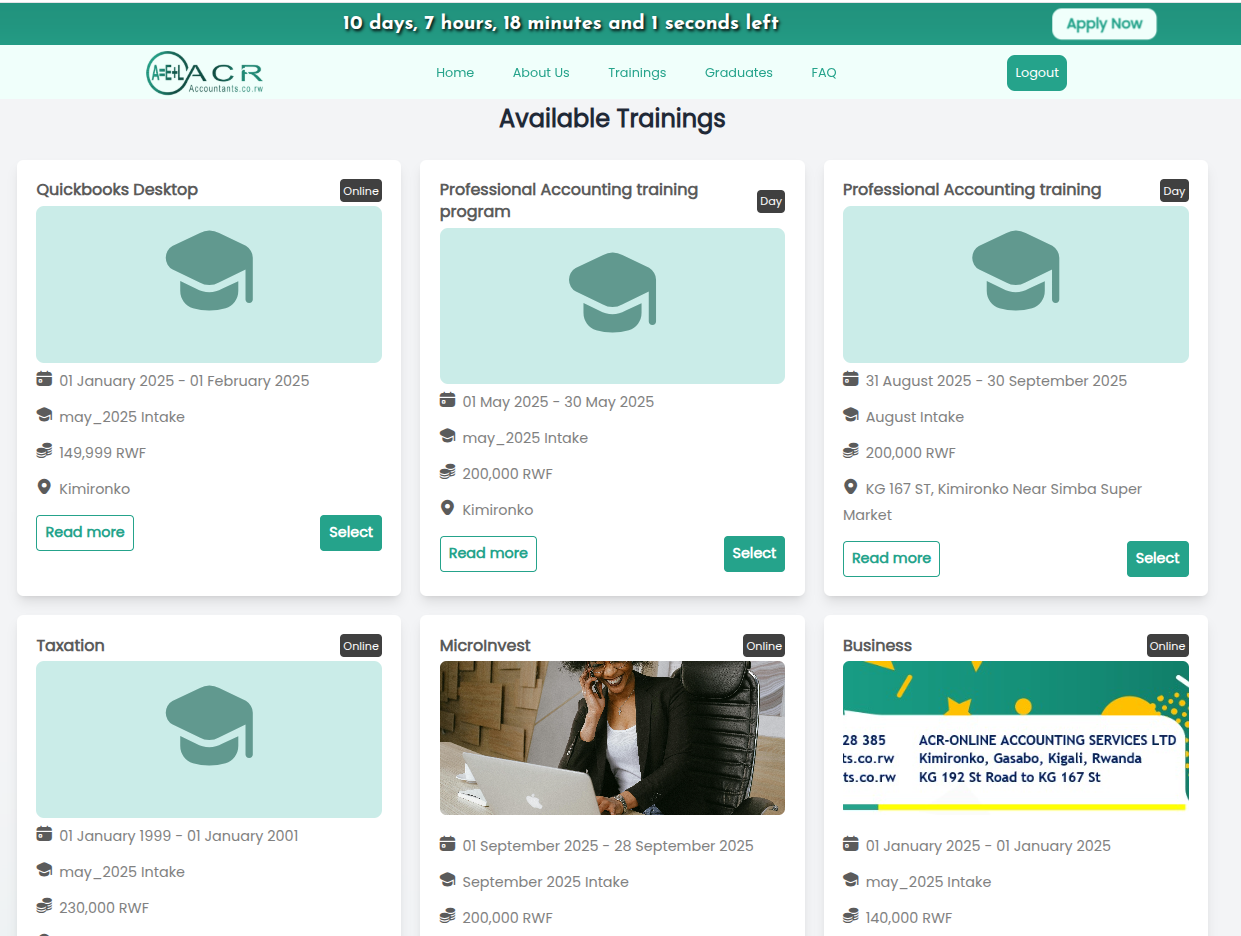 10 days, 7 hours, 18 minutes and 1 seconds left
Apply Now
A=E+L ACR
Accountants.co.rw
Home
About Us
Trainings
Graduates
FAQ
Logout
Available Trainings
Quickbooks Desktop
Online
01 January 2025 - 01 February 2025
may_2025 Intake
149,999 RWF
Kimironko
Read more
Select
Professional Accounting training
program
Day
01 May 2025 - 30 May 2025
may_2025 Intake
200,000 RWF
Kimironko
Read more
Select
Professional Accounting training
Day
31 August 2025 - 30 September 2025
August Intake
200,000 RWF
KG 167 ST, Kimironko Near Simba Super
Market
Read more
Select
Taxation
Online
01 January 1999 - 01 January 2001
may_2025 Intake
230,000 RWF
MicroInvest
Online
01 September 2025 - 28 September 2025
September 2025 Intake
200,000 RWF
Business
Online
28 385
ts.co.rw
ts.co.rw
ACR-ONLINE ACCOUNTING SERVICES LTD
Kimironko, Gasabo, Kigali, Rwanda
KG 192 St Road to KG 167 St
01 January 2025 - 01 January 2025
may_2025 Intake
140,000 RWF